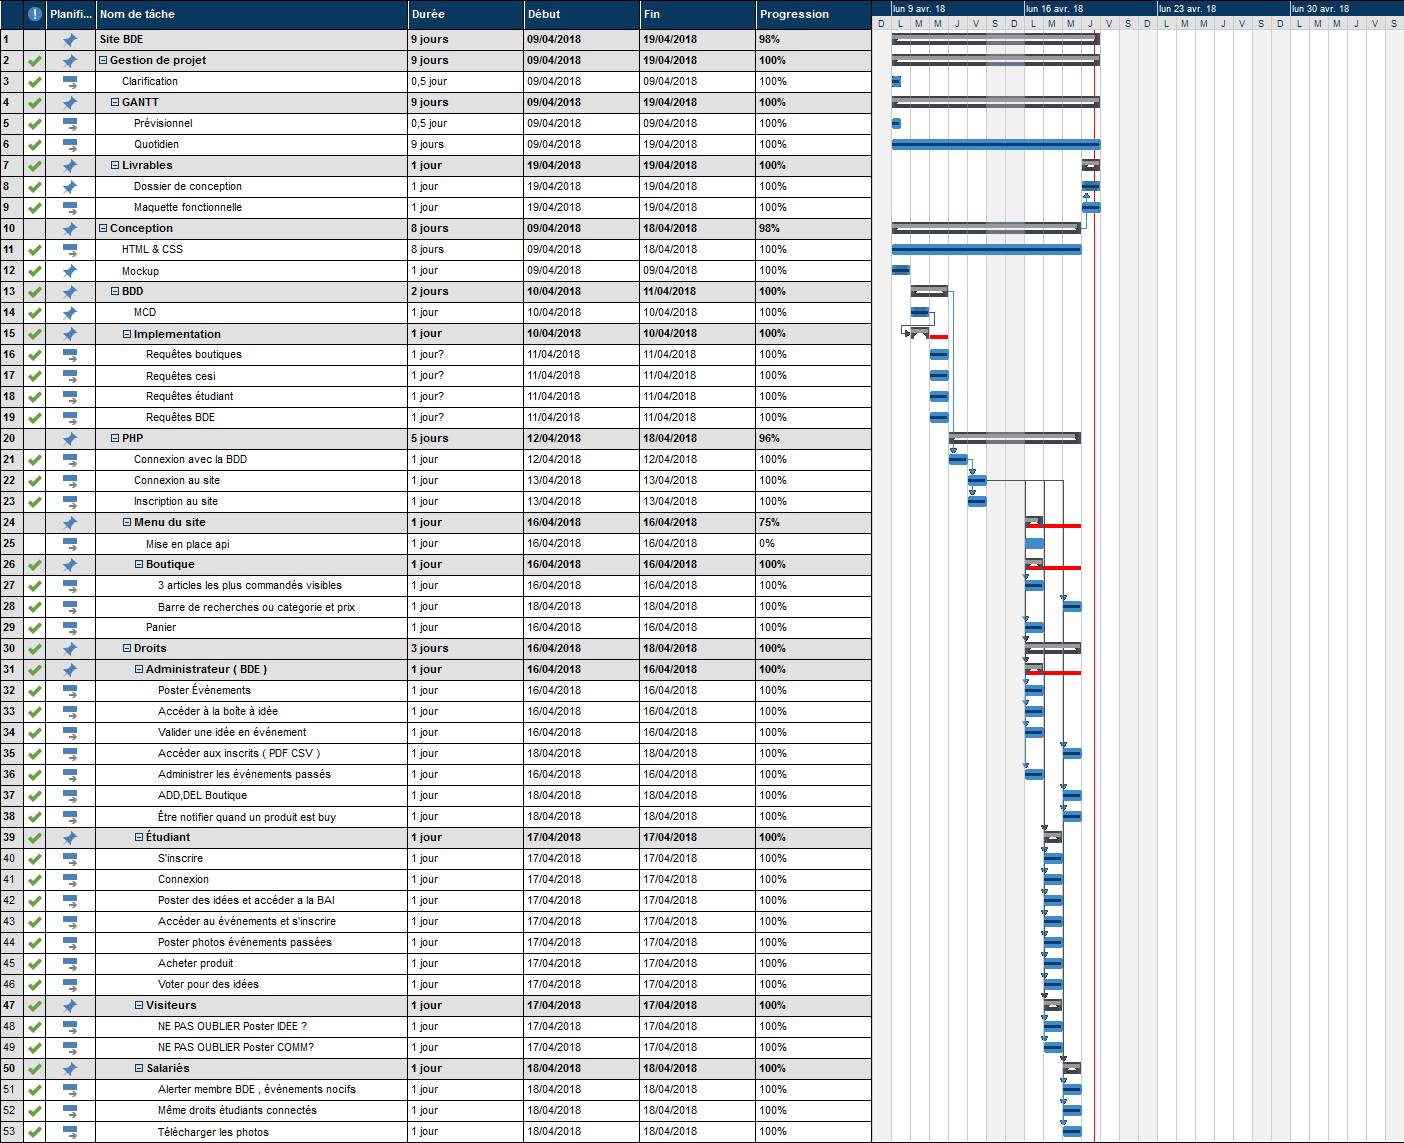 Planifi... Nom de tâche Durée Début Fin Progression lun 9 avr. 18 lun 16 avr. 18 lun 23 avr. 18 lun 30 avr. 18
D L M M J V S D L M M J V S D L M M J V S D L M M J V S
1 Site BDE 9 jours 09/04/2018 19/04/2018 98%
2 Gestion de projet 9 jours 09/04/2018 19/04/2018 100%
3 Clarification 0,5 jour 09/04/2018 09/04/2018 100%
4 GANTT 9 jours 09/04/2018 19/04/2018 100%
5 Prévisionnel 0,5 jour 09/04/2018 09/04/2018 100%
6 Quotidien 9 jours 09/04/2018 19/04/2018 100%
7 Livrables 1 jour 19/04/2018 19/04/2018 100%
8 Dossier de conception 1 jour 19/04/2018 19/04/2018 100%
9 Maquette fonctionnelle 1 jour 19/04/2018 19/04/2018 100%
10 Conception 8 jours 09/04/2018 18/04/2018 98%
11 HTML & CSS 8 jours 09/04/2018 18/04/2018 100%
12 Mockup 1 jour 09/04/2018 09/04/2018 100%
13 BDD 2 jours 10/04/2018 11/04/2018 100%
14 MCD 1 jour 10/04/2018 10/04/2018 100%
15 Implementation 1 jour 10/04/2018 10/04/2018 100%
16 Requêtes boutiques 1 jour? 11/04/2018 11/04/2018 100%
17 Requêtes cesi 1 jour? 11/04/2018 11/04/2018 100%
18 Requêtes étudiant 1 jour? 11/04/2018 11/04/2018 100%
19 Requêtes BDE 1 jour? 11/04/2018 11/04/2018 100%
20 PHP 5 jours 12/04/2018 18/04/2018 96%
21 Connexion avec la BDD 1 jour 12/04/2018 12/04/2018 100%
22 Connexion au site 1 jour 13/04/2018 13/04/2018 100%
23 Inscription au site 1 jour 13/04/2018 13/04/2018 100%
24 Menu du site 1 jour 16/04/2018 16/04/2018 75%
25 Mise en place api 1 jour 16/04/2018 16/04/2018 0%
26 Boutique 1 jour 16/04/2018 16/04/2018 100%
27 3 articles les plus commandés visibles 1 jour 16/04/2018 16/04/2018 100%
28 Barre de recherches ou categorie et prix 1 jour 18/04/2018 18/04/2018 100%
29 Panier 1 jour 16/04/2018 16/04/2018 100%
30 Droits 3 jours 16/04/2018 18/04/2018 100%
31 Administrateur ( BDE ) 1 jour 16/04/2018 16/04/2018 100%
32 Poster Événements 1 jour 16/04/2018 16/04/2018 100%
33 Accéder à la boîte à idée 1 jour 16/04/2018 16/04/2018 100%
34 Valider une idée en événement 1 jour 16/04/2018 16/04/2018 100%
35 Accéder aux inscrits ( PDF CSV ) 1 jour 18/04/2018 18/04/2018 100%
36 Administrer les événements passés 1 jour 16/04/2018 16/04/2018 100%
37 ADD,DEL Boutique 1 jour 18/04/2018 18/04/2018 100%
38 Être notifier quand un produit est buy 1 jour 18/04/2018 18/04/2018 100%
39 Étudiant 1 jour 17/04/2018 17/04/2018 100%
40 S'inscrire 1 jour 17/04/2018 17/04/2018 100%
41 Connexion 1 jour 17/04/2018 17/04/2018 100%
42 Poster des idées et accéder a la BAI 1 jour 17/04/2018 17/04/2018 100%
43 Accéder au événements et s'inscrire 1 jour 17/04/2018 17/04/2018 100%
44 Poster photos événements passées 1 jour 17/04/2018 17/04/2018 100%
45 Acheter produit 1 jour 17/04/2018 17/04/2018 100%
46 Voter pour des idées 1 jour 17/04/2018 17/04/2018 100%
47 Visiteurs 1 jour 17/04/2018 17/04/2018 100%
48 NE PAS OUBLIER Poster IDEE ? 1 jour 17/04/2018 17/04/2018 100%
49 NE PAS OUBLIER Poster COMM? 1 jour 17/04/2018 17/04/2018 100%
50 Salariés 1 jour 18/04/2018 18/04/2018 100%
51 Alerter membre BDE , événements nocifs 1 jour 18/04/2018 18/04/2018 100%
52 Même droits étudiants connectés 1 jour 18/04/2018 18/04/2018 100%
53 Télécharger les photos 1 jour 18/04/2018 18/04/2018 100%